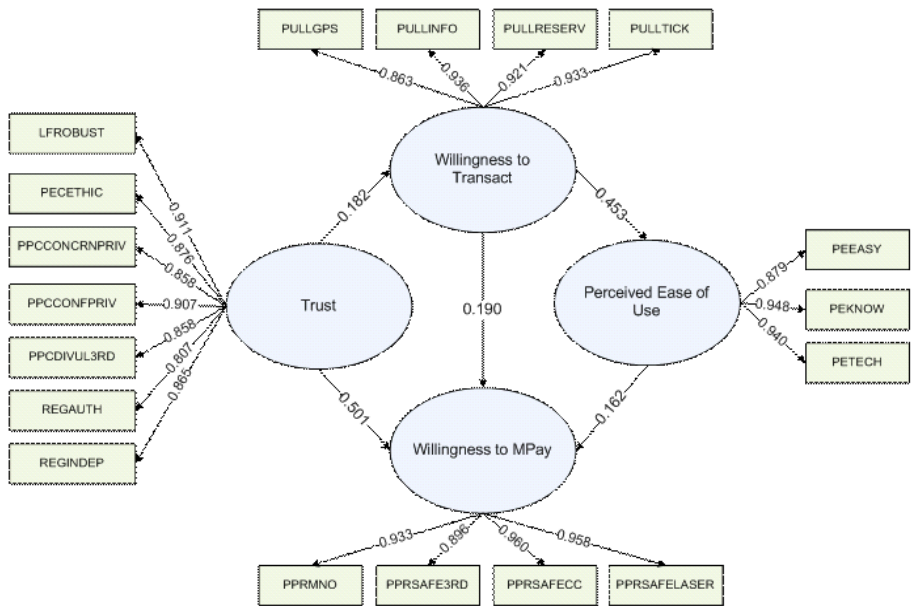 PULLGPS
PULLINFO
PULLRESERV
PULLTICK
0.863
0.936
0.921
0.933
LFROBUST
PECETHIC
PPCCONCRNPRIV
PPCCONFPRIV
PPCDIVUL3RD
REGAUTH
REGINDEP
0.911
0.876
0.858
0.907
0.858
0.807
0.865
Trust
0.182
Willingness to
Transact
0.453
0.190
0.501
Perceived Ease of
Use
0.162
0.879
0.948
0.940
PEEASY
PEKNOW
PETECH
Willingness to MPay
0.933
0.896
0.960
0.958
PPRMNO
PPRSAFE3RD
PPRSAFECC
PPRSAFELASER